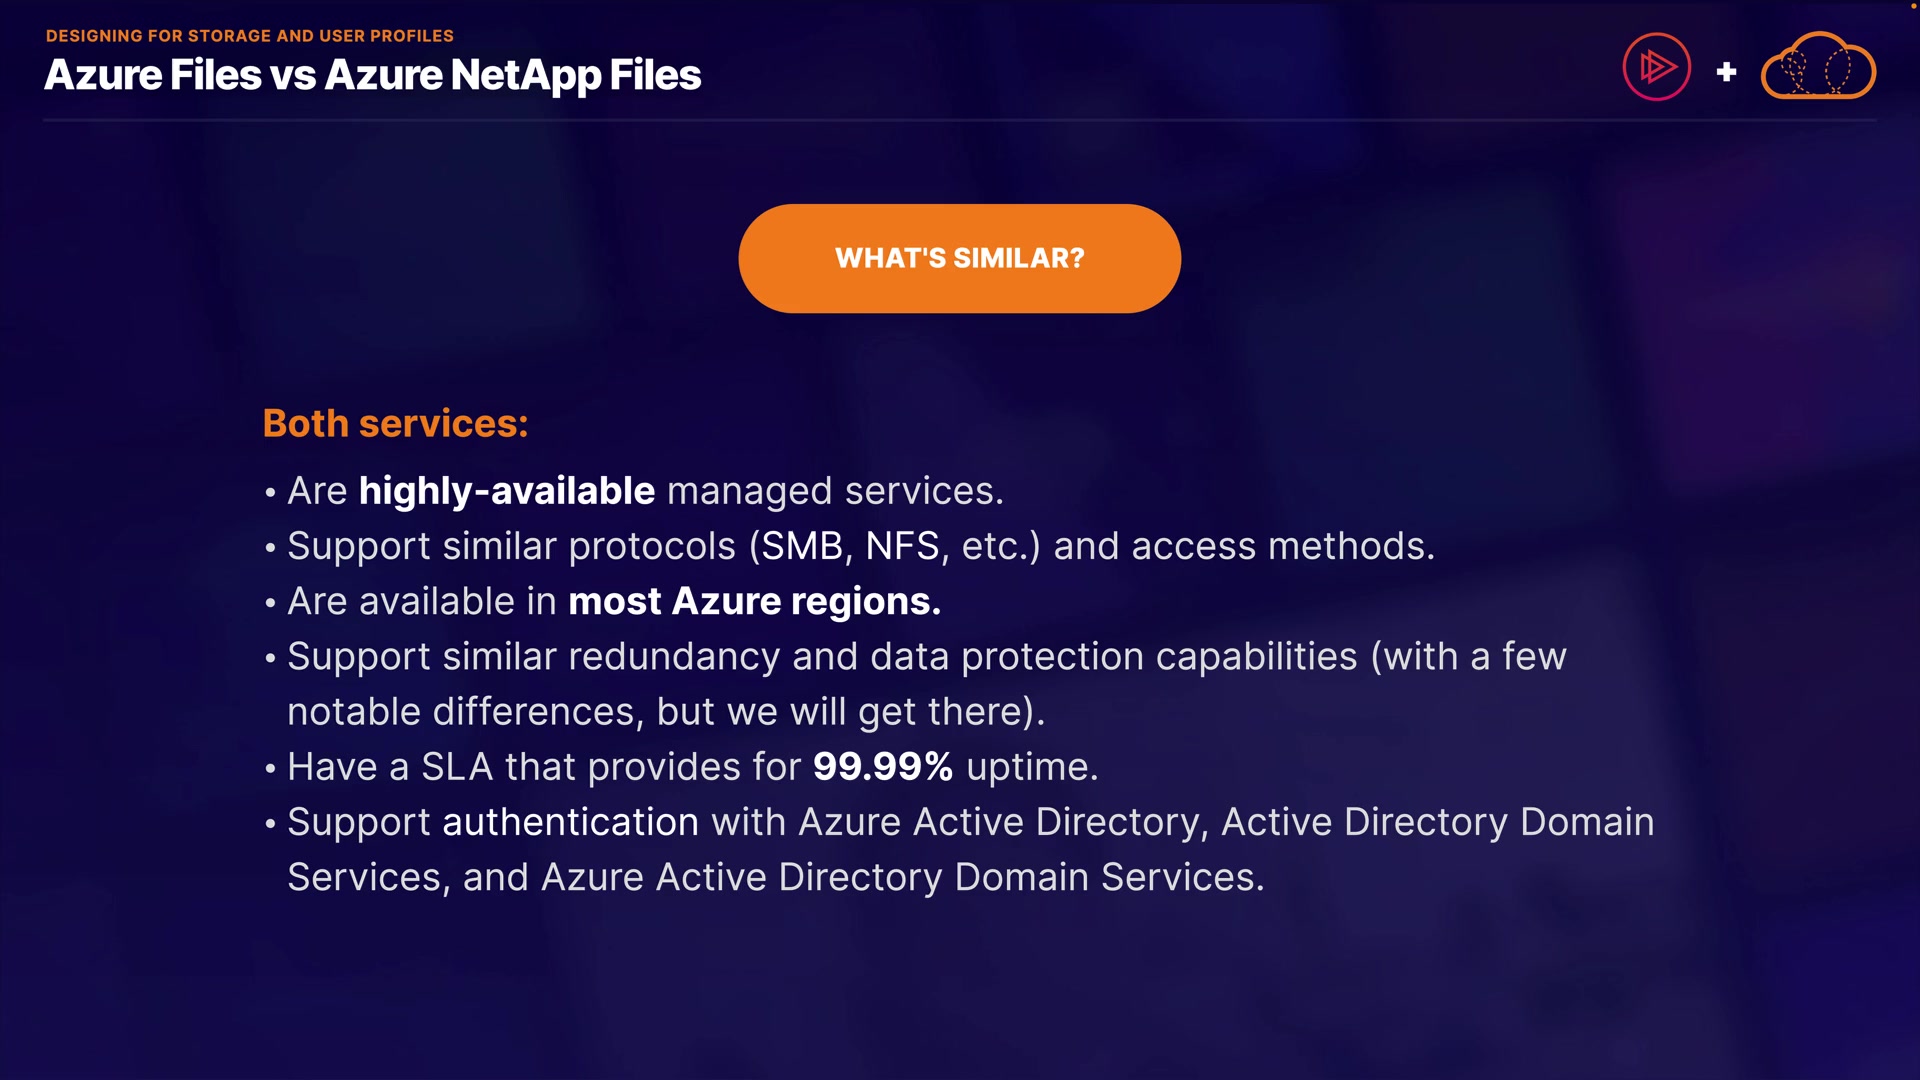 DESIGNING FOR STORAGE AND USER PROFILES
Azure Files vs Azure NetApp Files
+
WHAT'S SIMILAR?
Both services:
• Are highly-available managed services.
• Support similar protocols (SMB, NFS, etc.) and access methods.
• Are available in most Azure regions.
• Support similar redundancy and data protection capabilities (with a few
notable differences, but we will get there).
• Have a SLA that provides for 99.99% uptime.
• Support authentication with Azure Active Directory, Active Directory Domain
Services, and Azure Active Directory Domain Services.